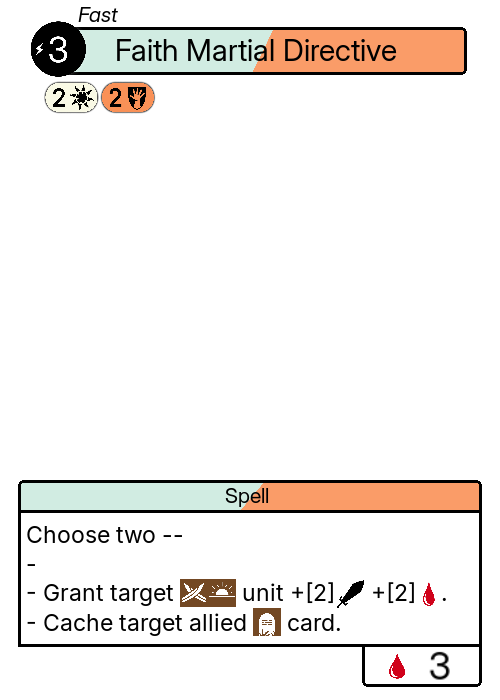 Fast
3 Faith Martial Directive
2 2
Spell
Choose two --
-
- Grant target unit +[2] +[2] .
- Cache target allied card.
3